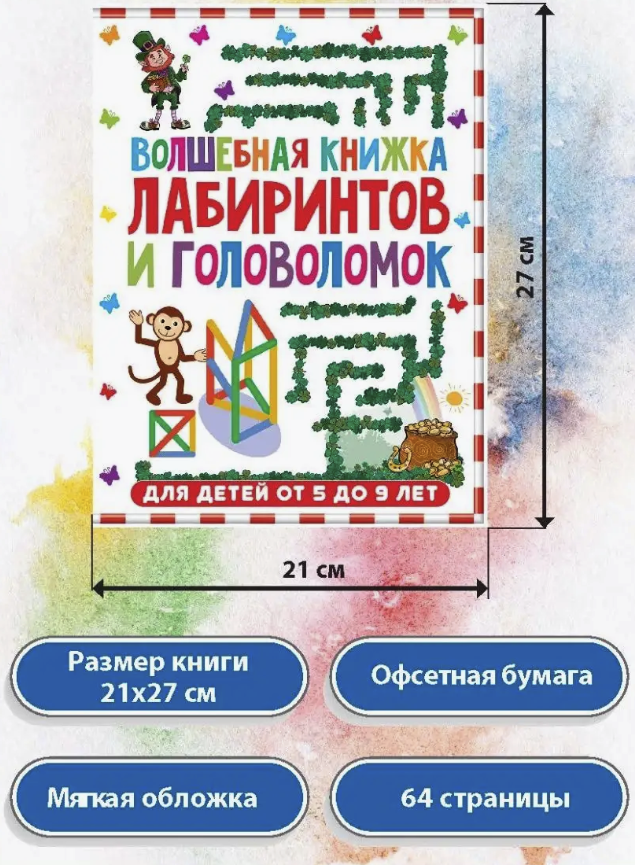 ВОЛШЕБНАЯ КНИЖКА
ЛАБИРИНТОВ
И ГОЛОВОЛОМОК
ДЛЯ ДЕТЕЙ ОТ 5 ДО 9 ЛЕТ
27 см
21 см
Размер книги
21х27 см
Офсетная бумага
Мягкая обложка
64 страницы